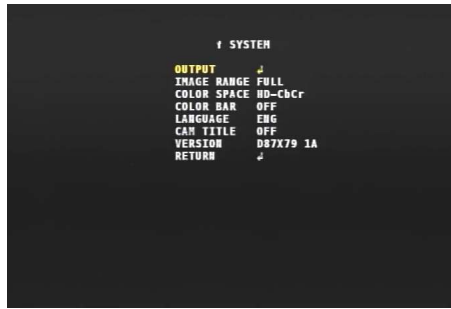 SYSTEM
OUTPUT ↲
IMAGE RANGE FULL
COLOR SPACE HD-CbCr
COLOR BAR OFF
LANGUAGE ENG
CAM TITLE OFF
VERSION D87X79 1A
RETURN ↲